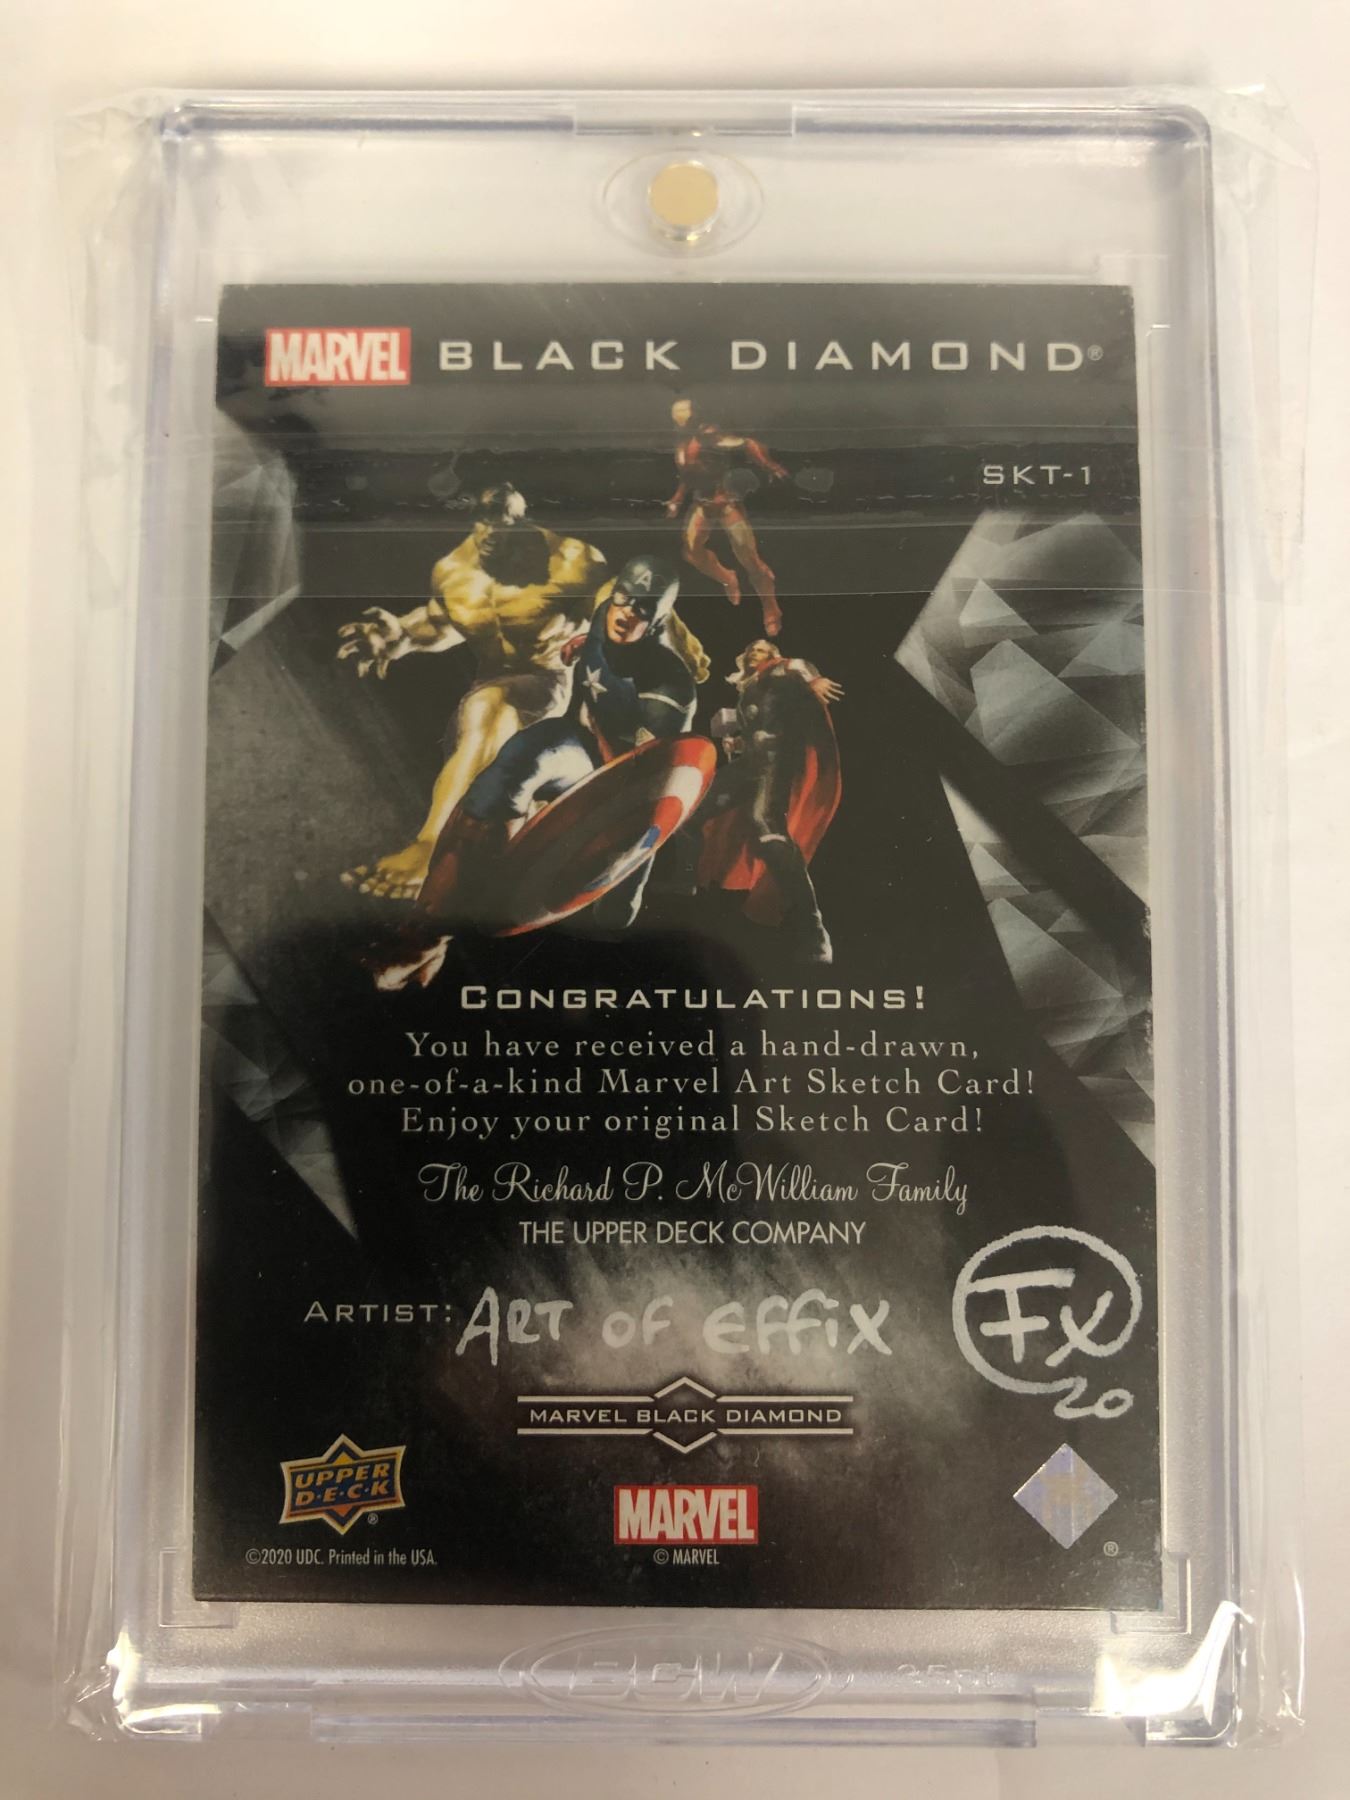 MARVEL BLACK DIAMOND®
SKT-1
A
CONGRATULATIONS!
You have received a hand-drawn,
one-of-a-kind Marvel Art Sketch Card!
Enjoy your original Sketch Card!
The Richard P. McWilliam Family
THE UPPER DECK COMPANY
ARTIST: ART OF EFFiX
FX
20
MARVEL BLACK DIAMOND
UPPER
D·E·C·K
®
MARVEL
®
©2020 UDC. Printed in the USA.
© MARVEL
BCW 35pt